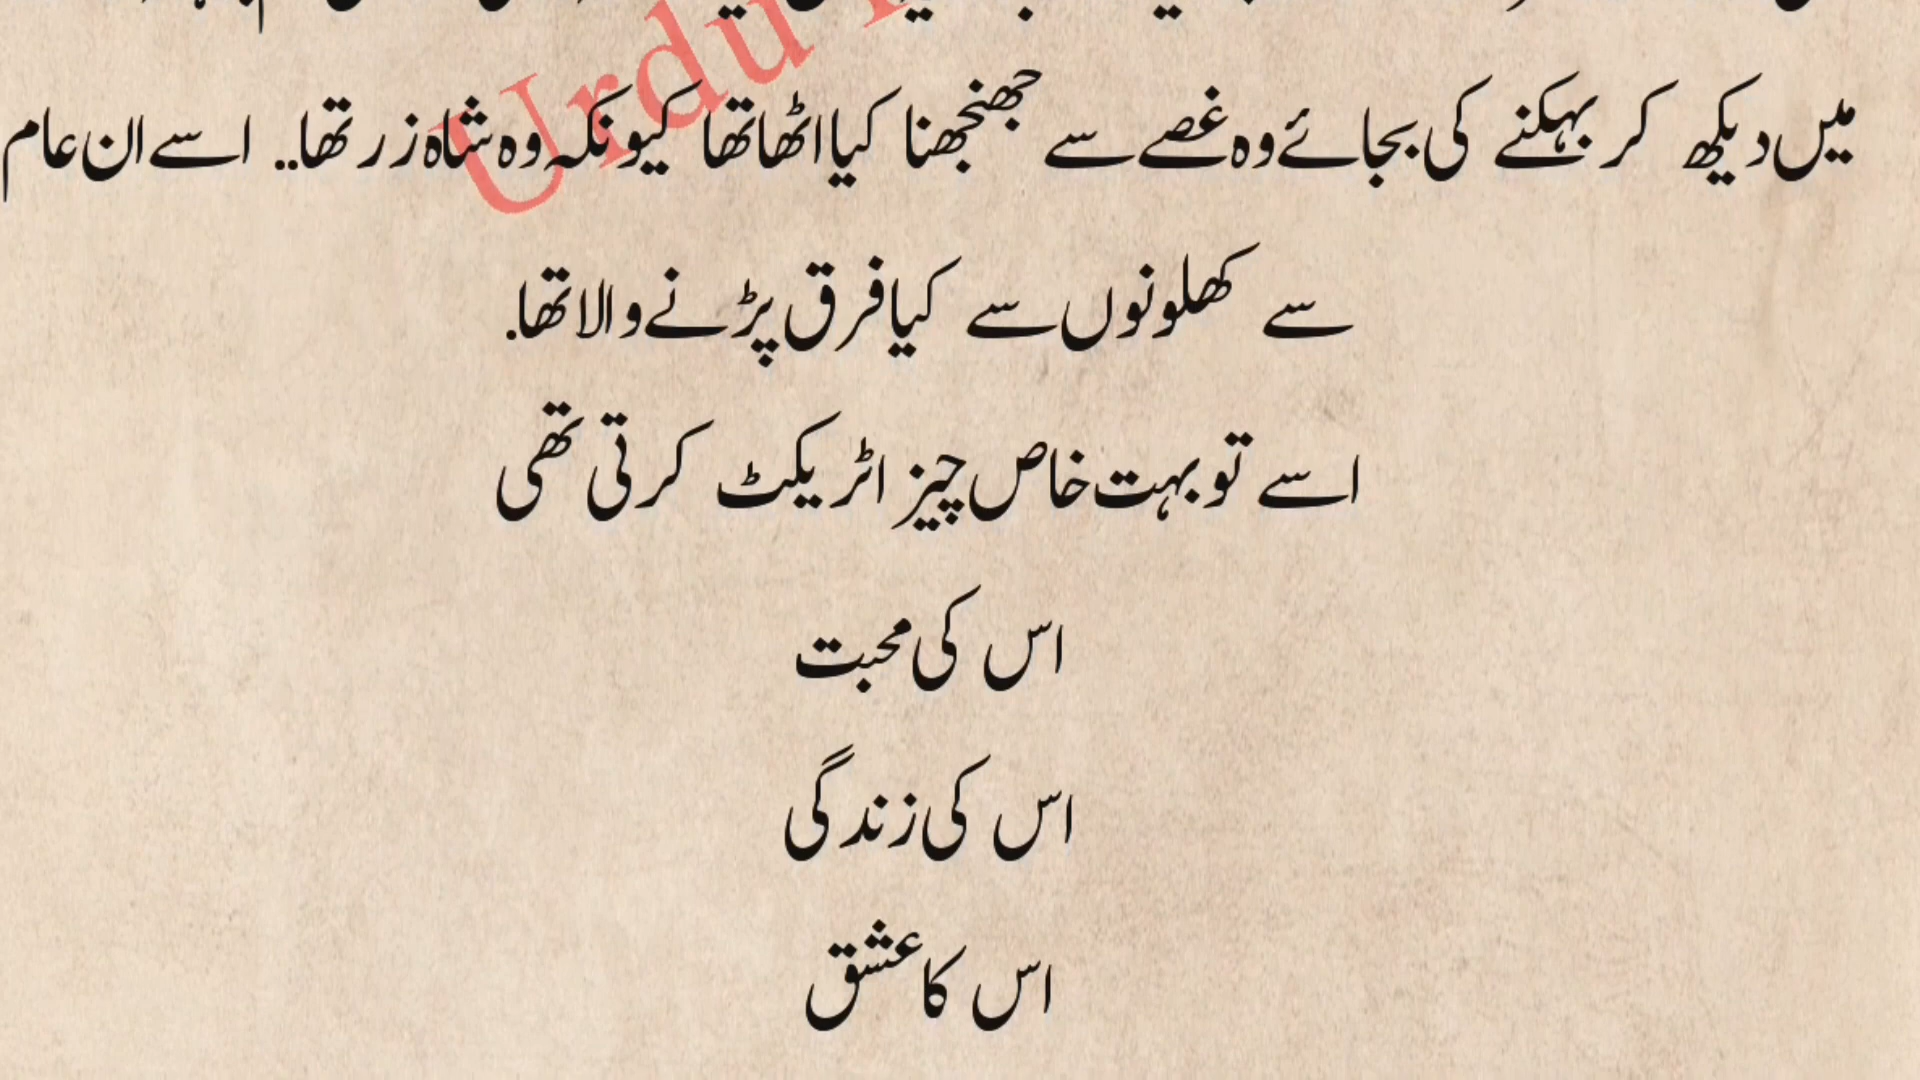 میں دیکھ کر بہکنے کی بجائے وہ غصے سے جھنجھنا کیا اٹھا تھا کیونکہ وہ شاہ زر تھا.. اسے ان عام
سے کھلونوں سے کیا فرق پڑنے والا تھا.
اسے تو بہت خاص چیز اٹریکٹ کرتی تھی
اس کی محبت
اس کی زندگی
اس کا عشق
Urdu